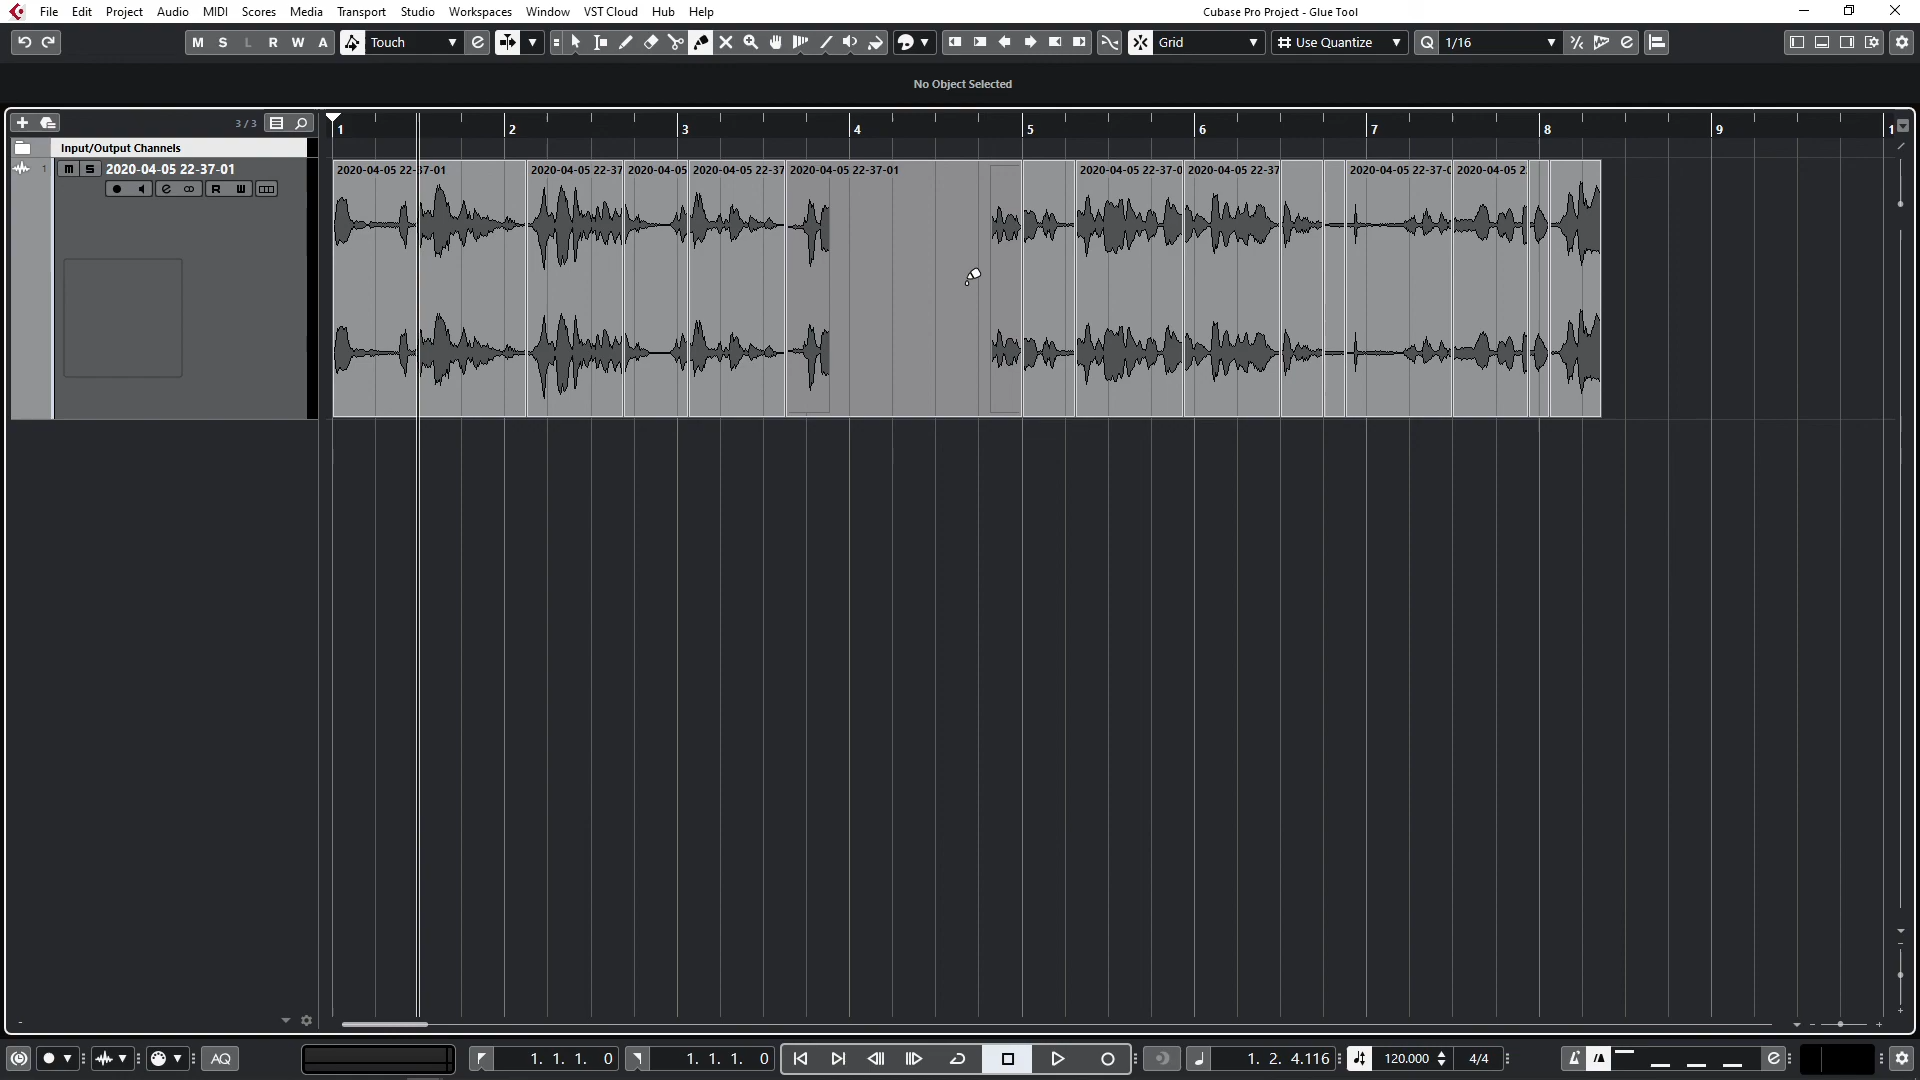 File Edit Project Audio MIDI Scores Media Transport Studio Workspaces Window VST Cloud Hub Help
Cubase Pro Project - Glue Tool
M S L R W A Touch Grid Use Quantize Q 1/16
No Object Selected
3 / 3
1 2 3 4 5 6 7 8 9 1
Input/Output Channels
1 m S 2020-04-05 22-37-01
e R W
2020-04-05 22-37-01 2020-04-05 22-37 2020-04-05 2020-04-05 22-37 2020-04-05 22-37-01 2020-04-05 22-37-0 2020-04-05 22-37 2020-04-05 22-37-0 2020-04-05 2
AQ 1. 1. 1. 0 1. 1. 1. 0 1. 2. 4.116 120.000 4/4